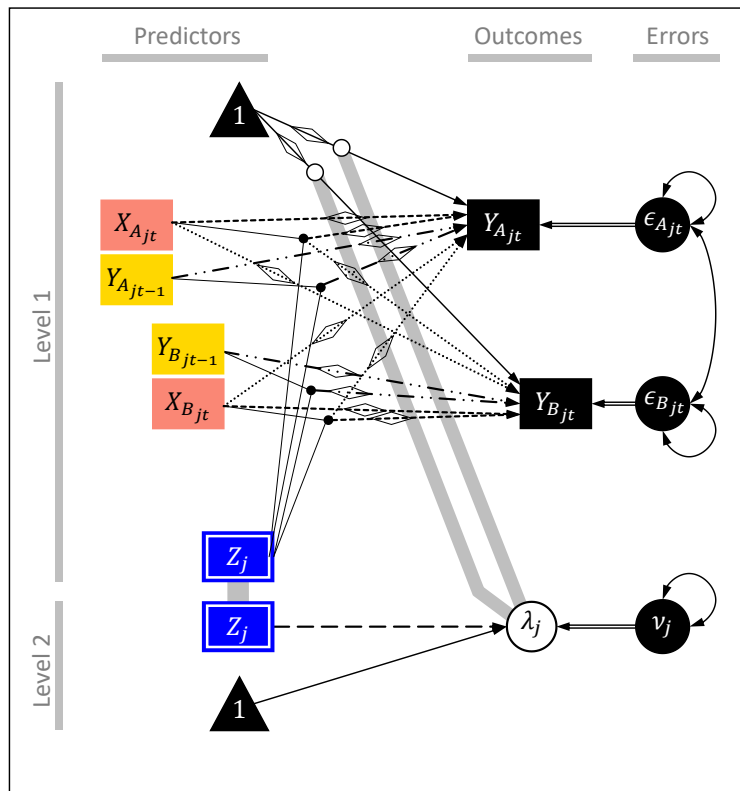 Predictors Outcomes Errors
Level 1
1
X_{A_{jt}} Y_{A_{jt}} ϵ_{A_{jt}}
Y_{A_{jt−1}}
Y_{B_{jt−1}}
X_{B_{jt}} Y_{B_{jt}} ϵ_{B_{jt}}
Z_j
Level 2
Z_j λ_j ν_j
1